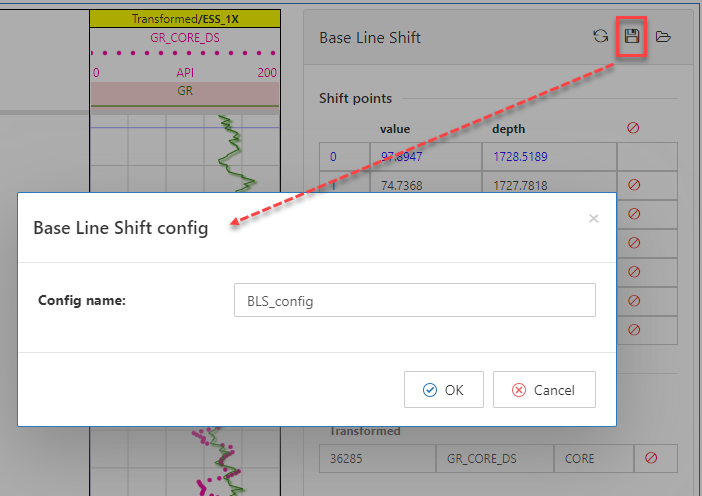 Transformed/ESS_1X
GR_CORE_DS
0 API 200
GR
Base Line Shift
Shift points
value depth
0 97.8947 1728.5189
1 74.7368 1727.7818
Base Line Shift config
×
Config name:
BLS_config
OK
Cancel
Transformed
36285 GR_CORE_DS CORE